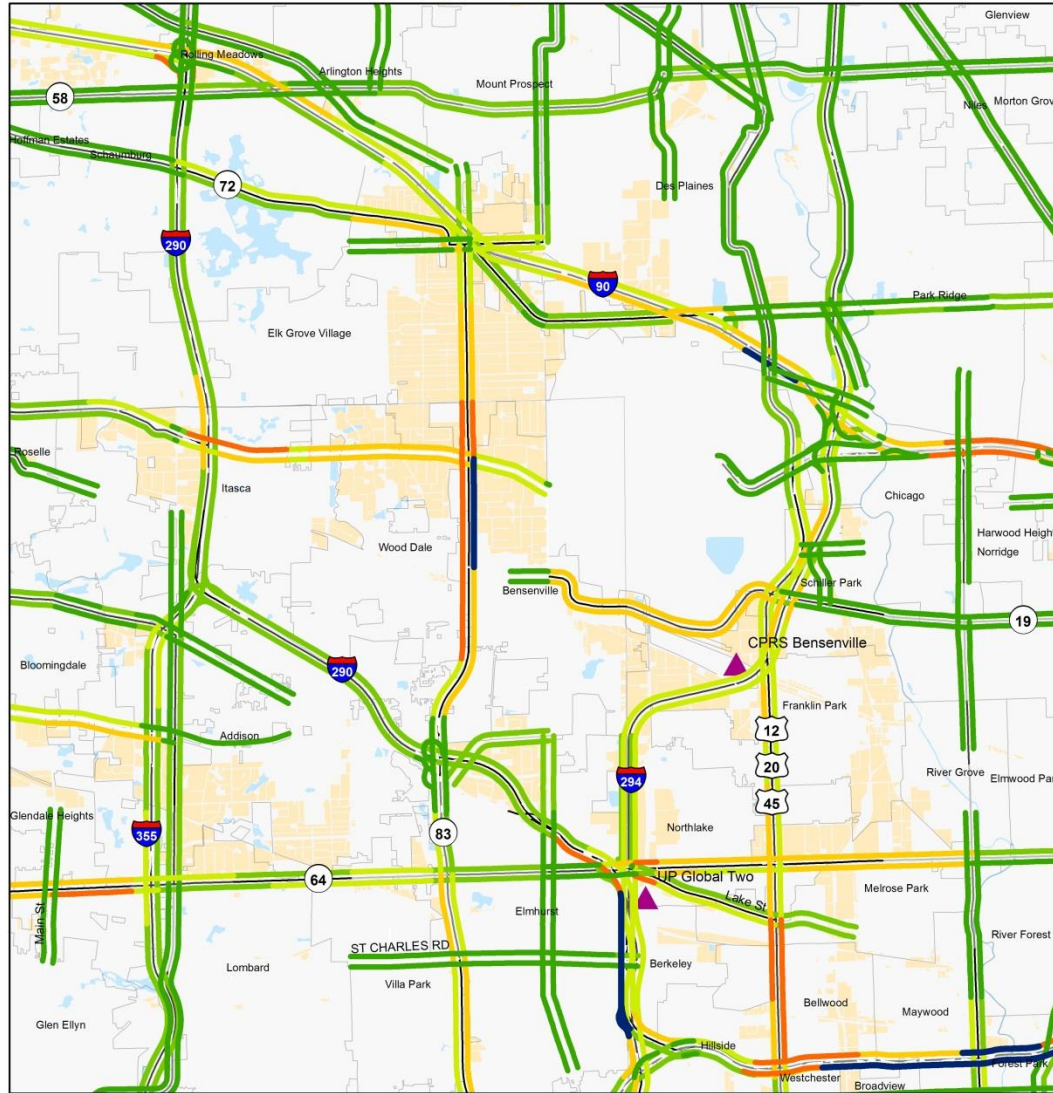 Glenview
Rolling Meadows
Arlington Heights
Mount Prospect
58
Niles
Morton Grov
Hoffman Estates
Schaumburg
72
Des Plaines
290
90
Park Ridge
Elk Grove Village
Roselle
Itasca
Chicago
Wood Dale
Harwood Height
Norridge
Schiller Park
Bensenville
19
CPRS Bensenville
Bloomingdale
290
Franklin Park
12
Addison
20
River Grove
Elmwood Par
294
45
Glendale Heights
355
83
Northlake
64
UP Global Two
Melrose Park
Lake St
Main St
Elmhurst
River Forest
ST CHARLES RD
Lombard
Villa Park
Berkeley
Bellwood
Maywood
Glen Ellyn
Hillside
Forest Park
Westchester
Broadview